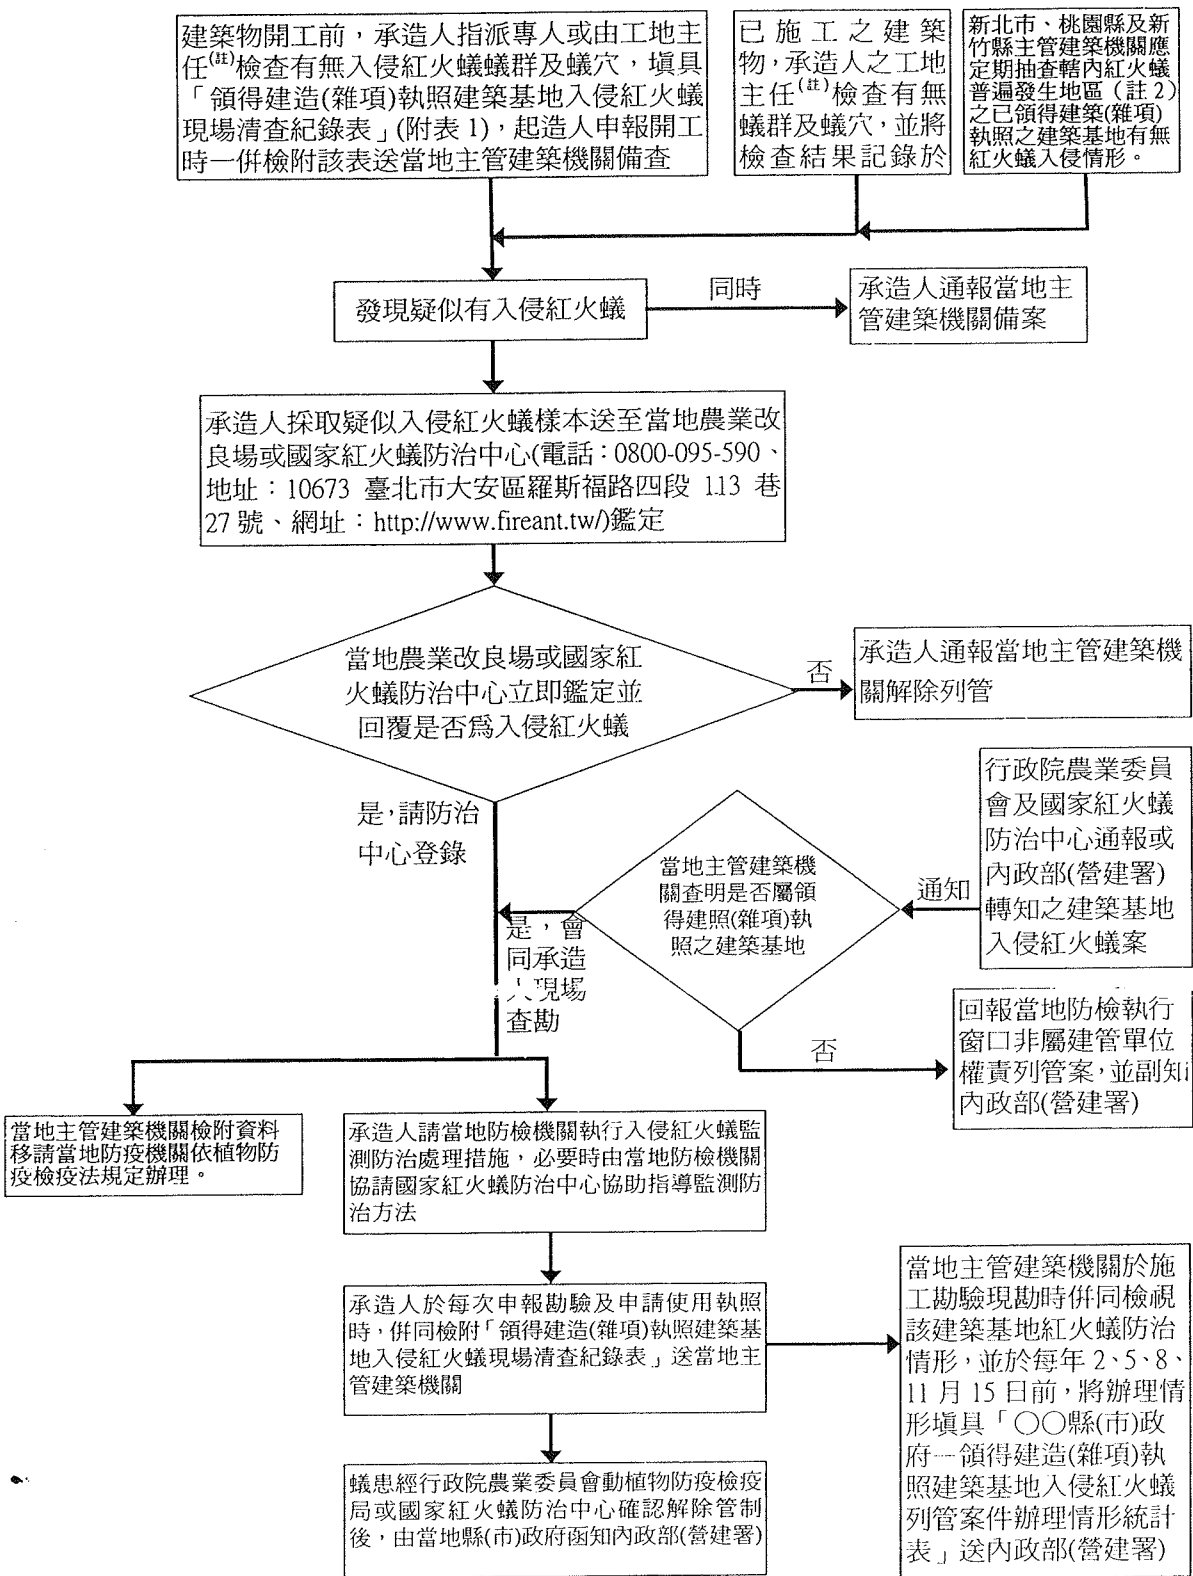 建築物開工前，承造人指派專人或由工地主
任(註)檢查有無入侵紅火蟻蟻群及蟻穴，填具
「領得建造(雜項)執照建築基地入侵紅火蟻
現場清查紀錄表」(附表1)，起造人申報開工
時一併檢附該表送當地主管建築機關備查
已施工之建築
物，承造人之工地
主任(註)檢查有無
蟻群及蟻穴，並將
檢查結果記錄於
新北市、桃園縣及新
竹縣主管建築機關應
定期抽查轄內紅火蟻
普遍發生地區（註2）
之已領得建築(雜項)
執照之建築基地有無
紅火蟻入侵情形。
發現疑似有入侵紅火蟻
同時
承造人通報當地主
管建築機關備案
承造人採取疑似入侵紅火蟻樣本送至當地農業改
良場或國家紅火蟻防治中心(電話：0800-095-590、
地址：10673 臺北市大安區羅斯福路四段 113 巷
27 號、網址：http://www.fireant.tw/)鑑定
當地農業改良場或國家紅
火蟻防治中心立即鑑定並
回覆是否為入侵紅火蟻
否
承造人通報當地主管建築機
關解除列管
是，請防治
中心登錄
行政院農業委員
會及國家紅火蟻
防治中心通報或
內政部(營建署)
轉知之建築基地
入侵紅火蟻案
通知
當地主管建築機
關查明是否屬領
得建照(雜項)執
照之建築基地
是，會
同承造
人現場
查勘
否
回報當地防檢執行
窗口非屬建管單位
權責列管案，並副知
內政部(營建署)
當地主管建築機關檢附資料
移請當地防疫機關依植物防
疫檢疫法規定辦理。
承造人請當地防檢機關執行入侵紅火蟻監
測防治處理措施，必要時由當地防檢機關
協請國家紅火蟻防治中心協助指導監測防
治方法
承造人於每次申報勘驗及申請使用執照
時，併同檢附「領得建造(雜項)執照建築基
地入侵紅火蟻現場清查紀錄表」送當地主
管建築機關
當地主管建築機關於施
工勘驗現勘時併同檢視
該建築基地紅火蟻防治
情形，並於每年 2、5、8、
11 月 15 日前，將辦理情
形填具「○○縣(市)政
府─領得建造(雜項)執
照建築基地入侵紅火蟻
列管案件辦理情形統計
表」送內政部(營建署)
蟻患經行政院農業委員會動植物防疫檢疫
局或國家紅火蟻防治中心確認解除管制
後，由當地縣(市)政府函知內政部(營建署)